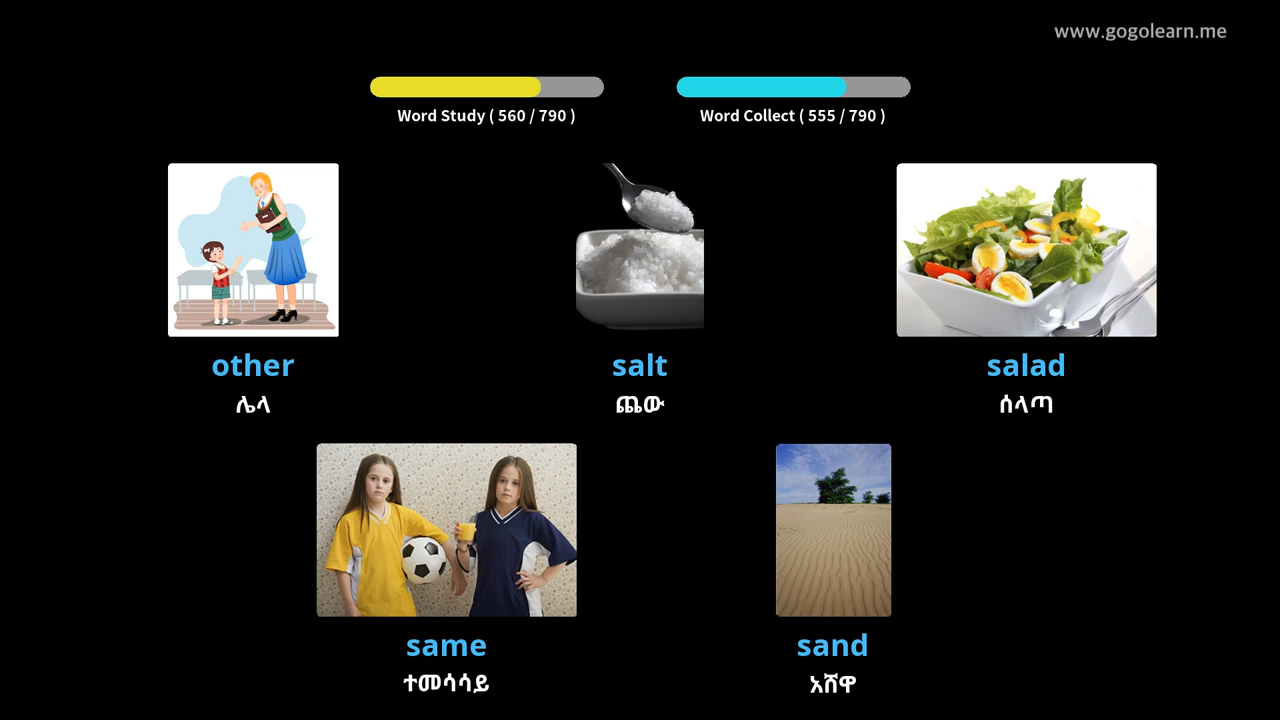 www.gogolearn.me
Word Study ( 560 / 790 )
Word Collect ( 555 / 790 )
other
ሌላ
salt
ጨው
salad
ሰላጣ
same
ተመሳሳይ
sand
አሸዋ